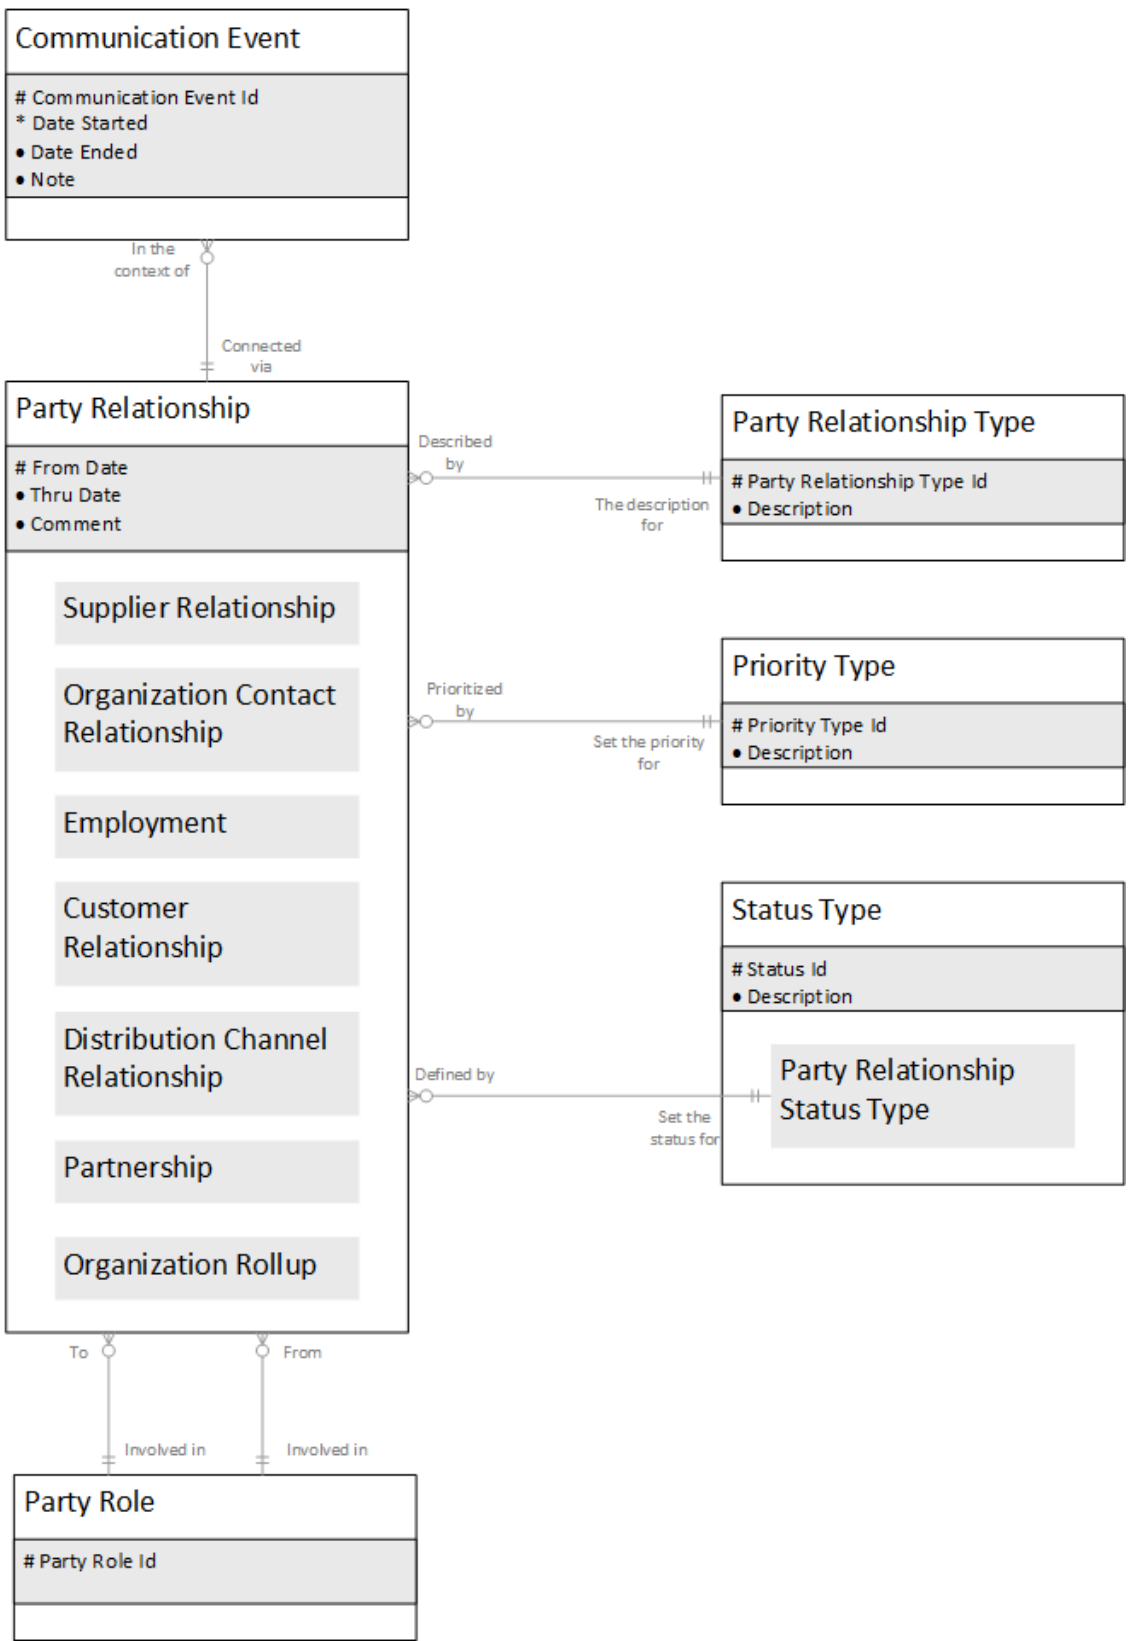 Communication Event
# Communication Event Id
* Date Started
• Date Ended
• Note
In the
context of
Connected
via
Party Relationship
# From Date
• Thru Date
• Comment
Described
by
The description
for
Party Relationship Type
# Party Relationship Type Id
• Description
Supplier Relationship
Organization Contact
Relationship
Prioritized
by
Set the priority
for
Priority Type
# Priority Type Id
• Description
Employment
Customer
Relationship
Distribution Channel
Relationship
Defined by
Set the
status for
Status Type
# Status Id
• Description
Party Relationship
Status Type
Partnership
Organization Rollup
To
From
Involved in
Involved in
Party Role
# Party Role Id